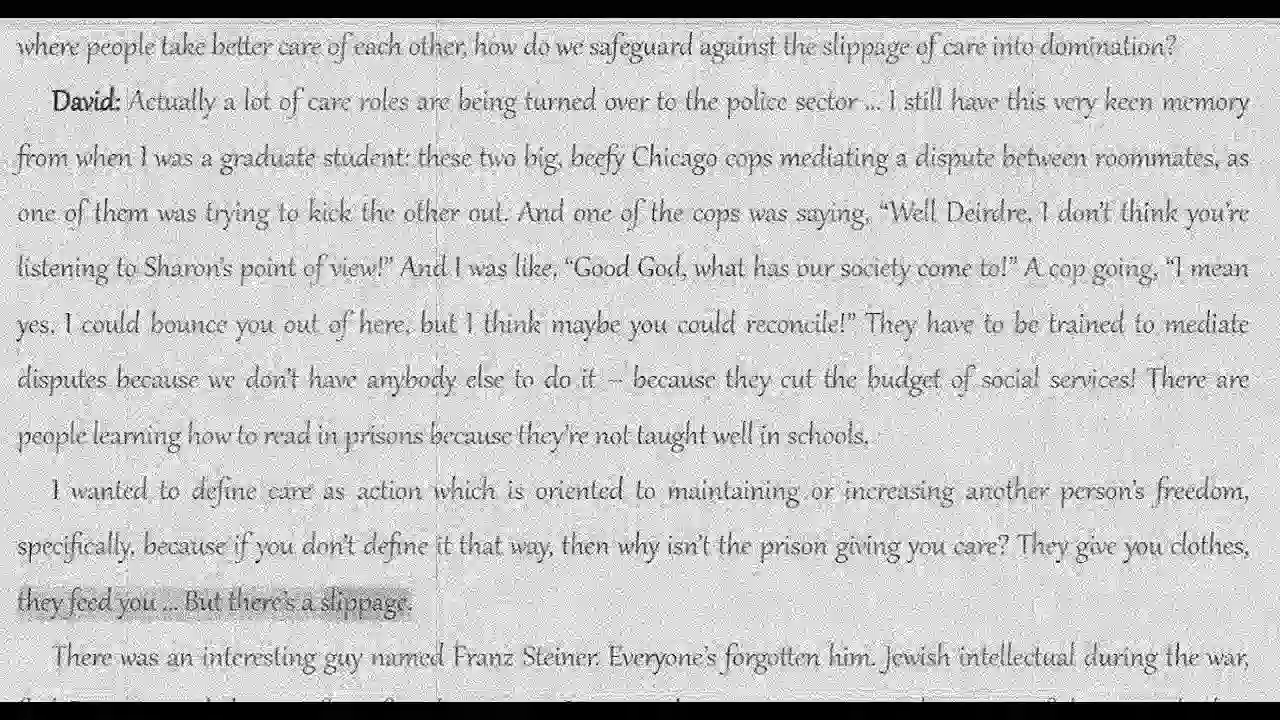 where people take better care of each other, how do we safeguard against the slippage of care into domination?
David: Actually a lot of care roles are being turned over to the police sector ... I still have this very keen memory
from when I was a graduate student: these two big, beefy Chicago cops mediating a dispute between roommates, as
one of them was trying to kick the other out. And one of the cops was saying, “Well Deirdre, I don't think you're
listening to Sharon's point of view!” And I was like, “Good God, what has our society come to!” A cop going, “I mean
yes, I could bounce you out of here, but I think maybe you could reconcile!” They have to be trained to mediate
disputes because we don't have anybody else to do it – because they cut the budget of social services! There are
people learning how to read in prisons because they're not taught well in schools.
I wanted to define care as action which is oriented to maintaining or increasing another person's freedom,
specifically, because if you don't define it that way, then why isn't the prison giving you care? They give you clothes,
they feed you ... But there's a slippage.
There was an interesting guy named Franz Steiner. Everyone's forgotten him. Jewish intellectual during the war,